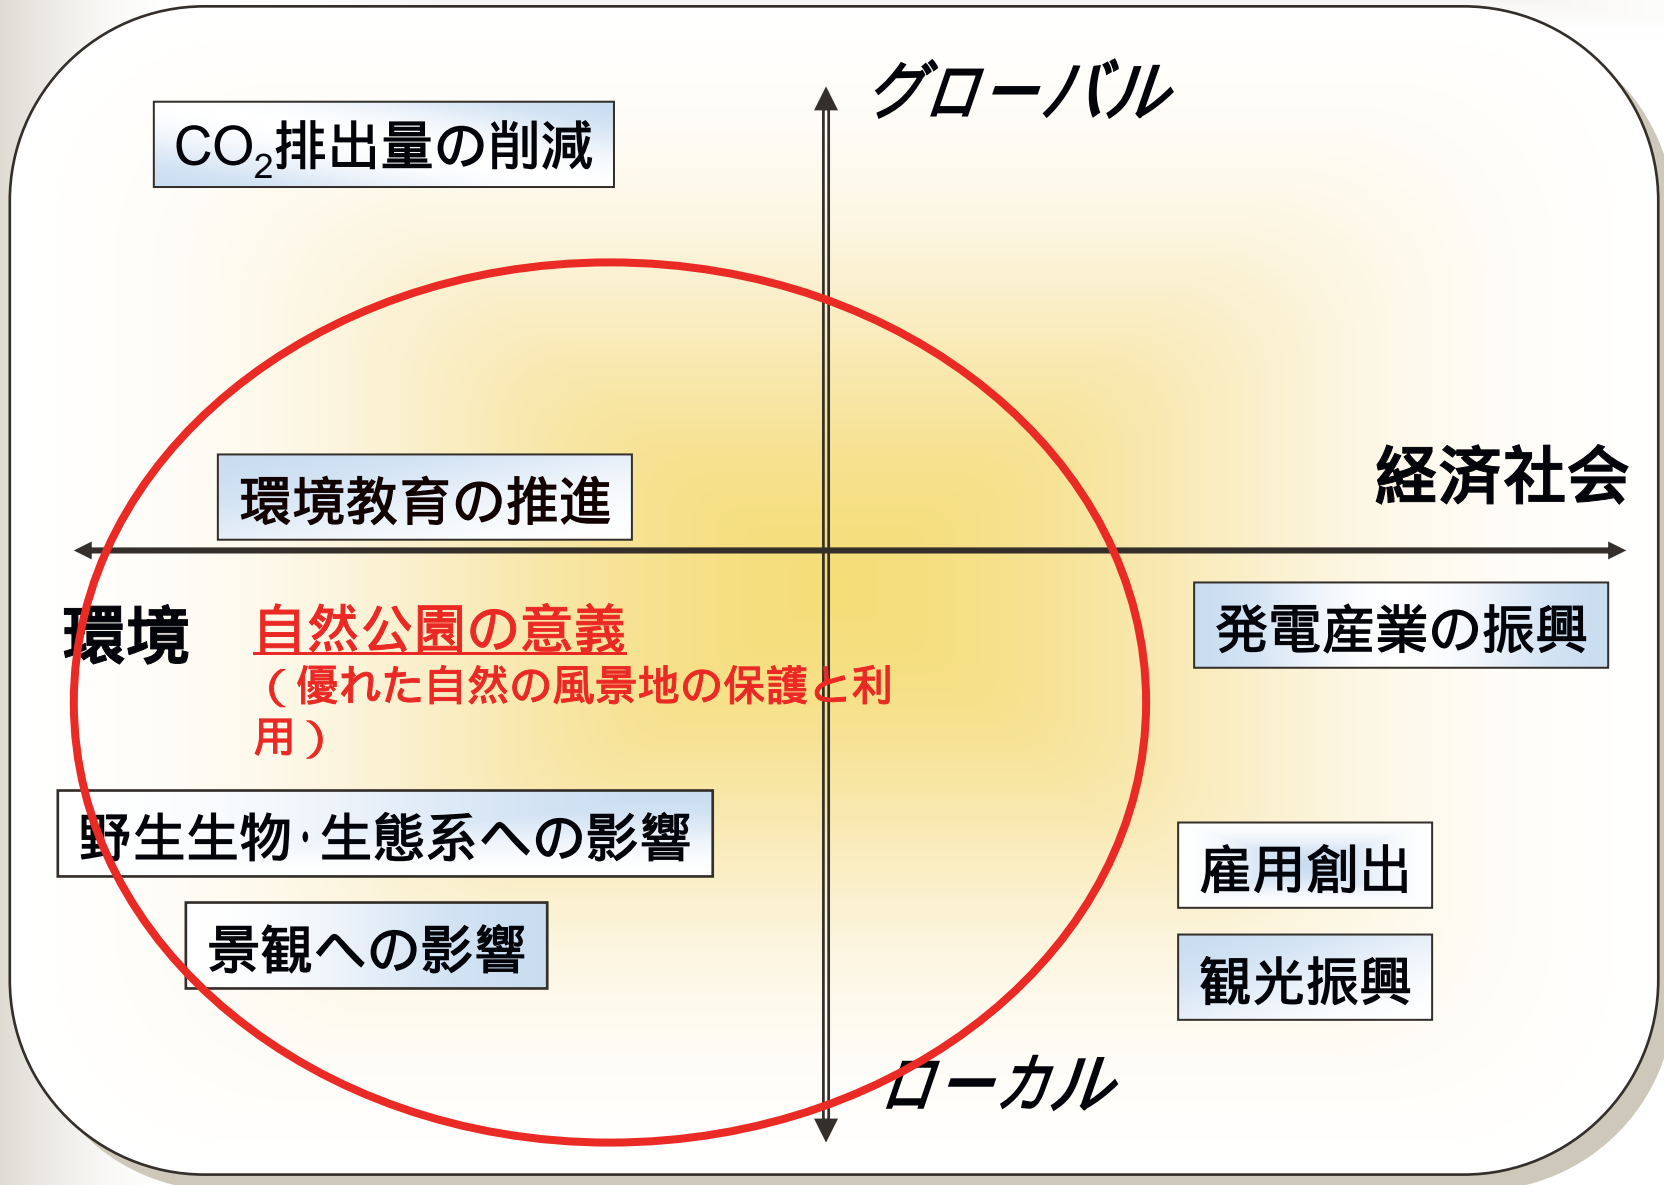 グローバル
CO₂排出量の削減
経済社会
環境教育の推進
環境
自然公園の意義
（優れた自然の風景地の保護と利
用）
発電産業の振興
野生生物・生態系への影響
雇用創出
景観への影響
観光振興
ローカル